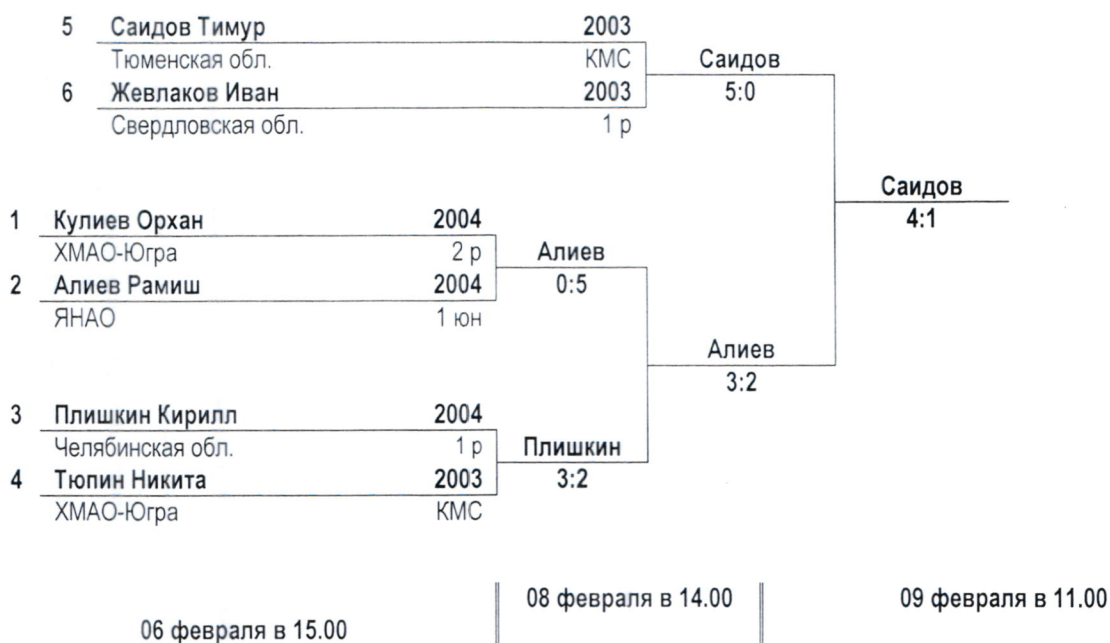 5 Саидов Тимур 2003
Тюменская обл. КМС
Саидов
6 Жевлаков Иван 2003
5:0
Свердловская обл. 1 р
Саидов
4:1
1 Кулиев Орхан 2004
ХМАО-Югра 2 р
Алиев
2 Алиев Рамиш 2004
0:5
ЯНАО 1 юн
Алиев
3:2
3 Плишкин Кирилл 2004
Челябинская обл. 1 р
Плишкин
4 Тюпин Никита 2003
3:2
ХМАО-Югра КМС
06 февраля в 15.00
08 февраля в 14.00
09 февраля в 11.00